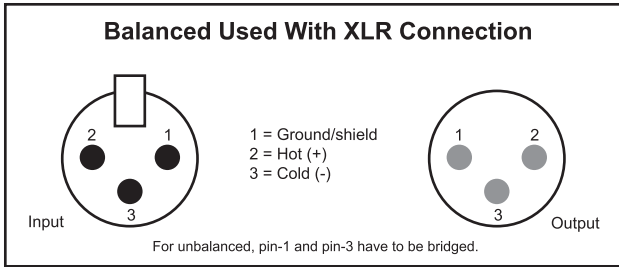 Balanced Used With XLR Connection
2 1
3
Input
1 = Ground/shield
2 = Hot (+)
3 = Cold (-)
1 2
3
Output
For unbalanced, pin-1 and pin-3 have to be bridged.